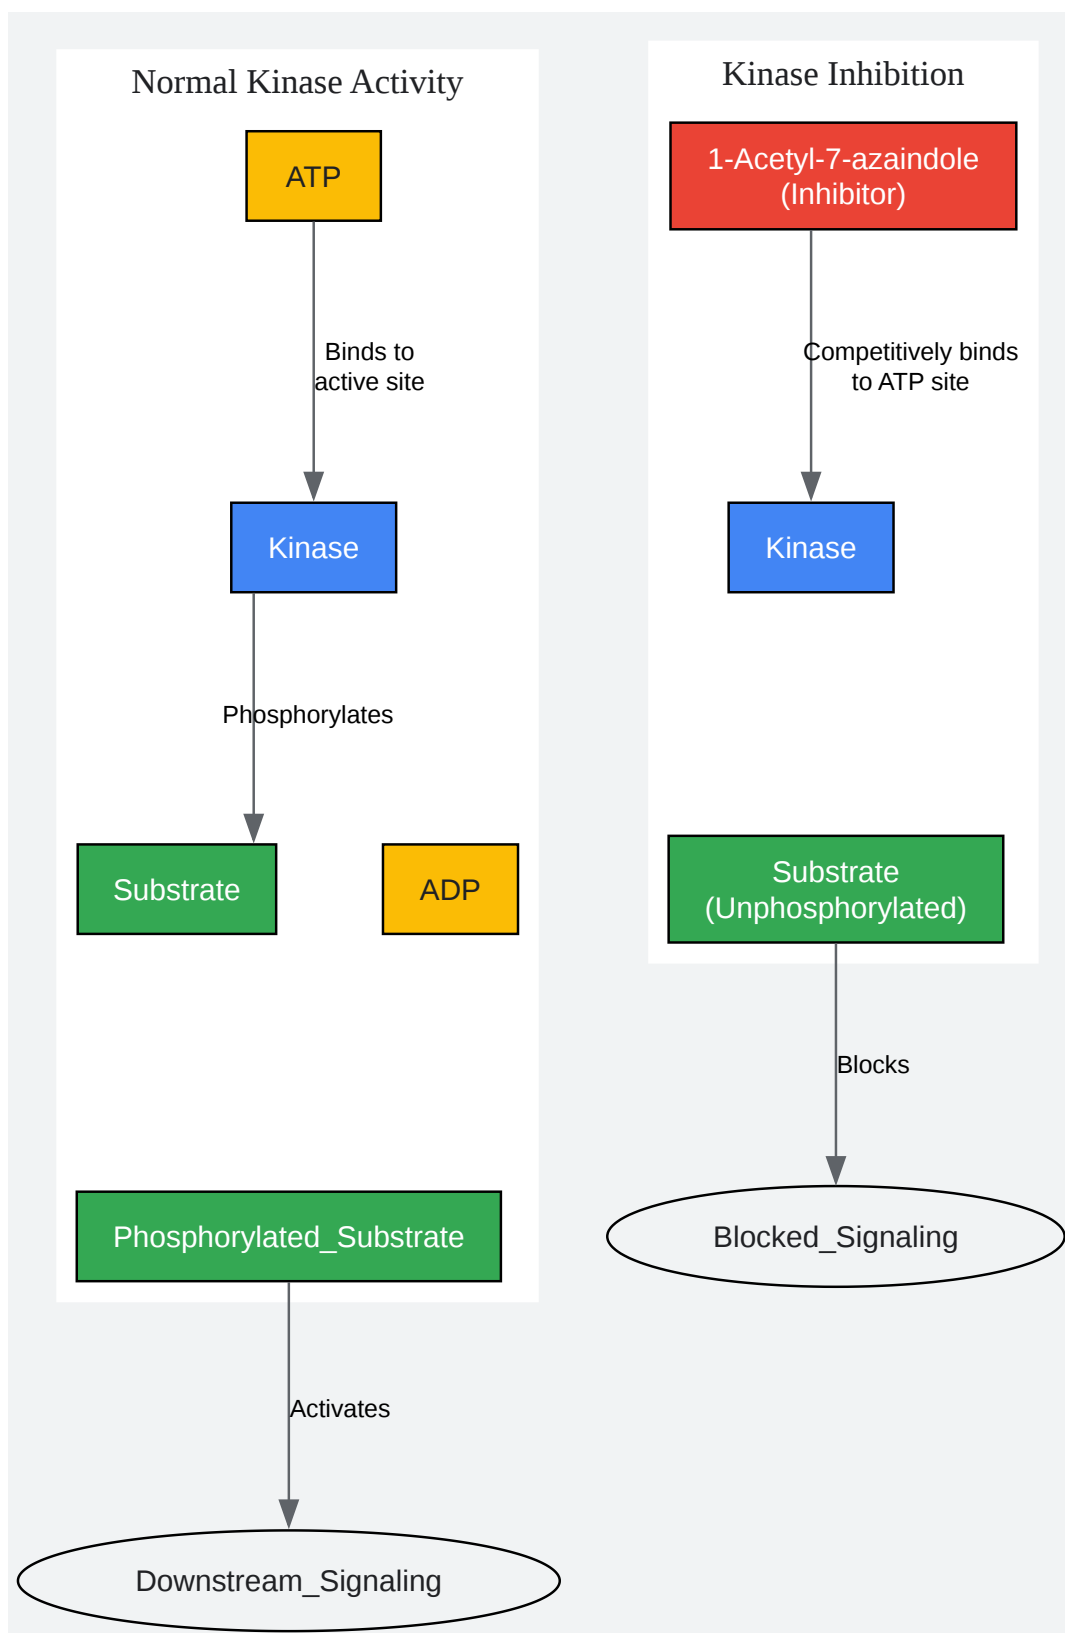 Normal Kinase Activity
ATP
Binds to
active site
Kinase
Phosphorylates
Substrate
ADP
Phosphorylated_Substrate
Activates
Downstream_Signaling
Kinase Inhibition
1-Acetyl-7-azaindole
(Inhibitor)
Competitively binds
to ATP site
Kinase
Substrate
(Unphosphorylated)
Blocks
Blocked_Signaling